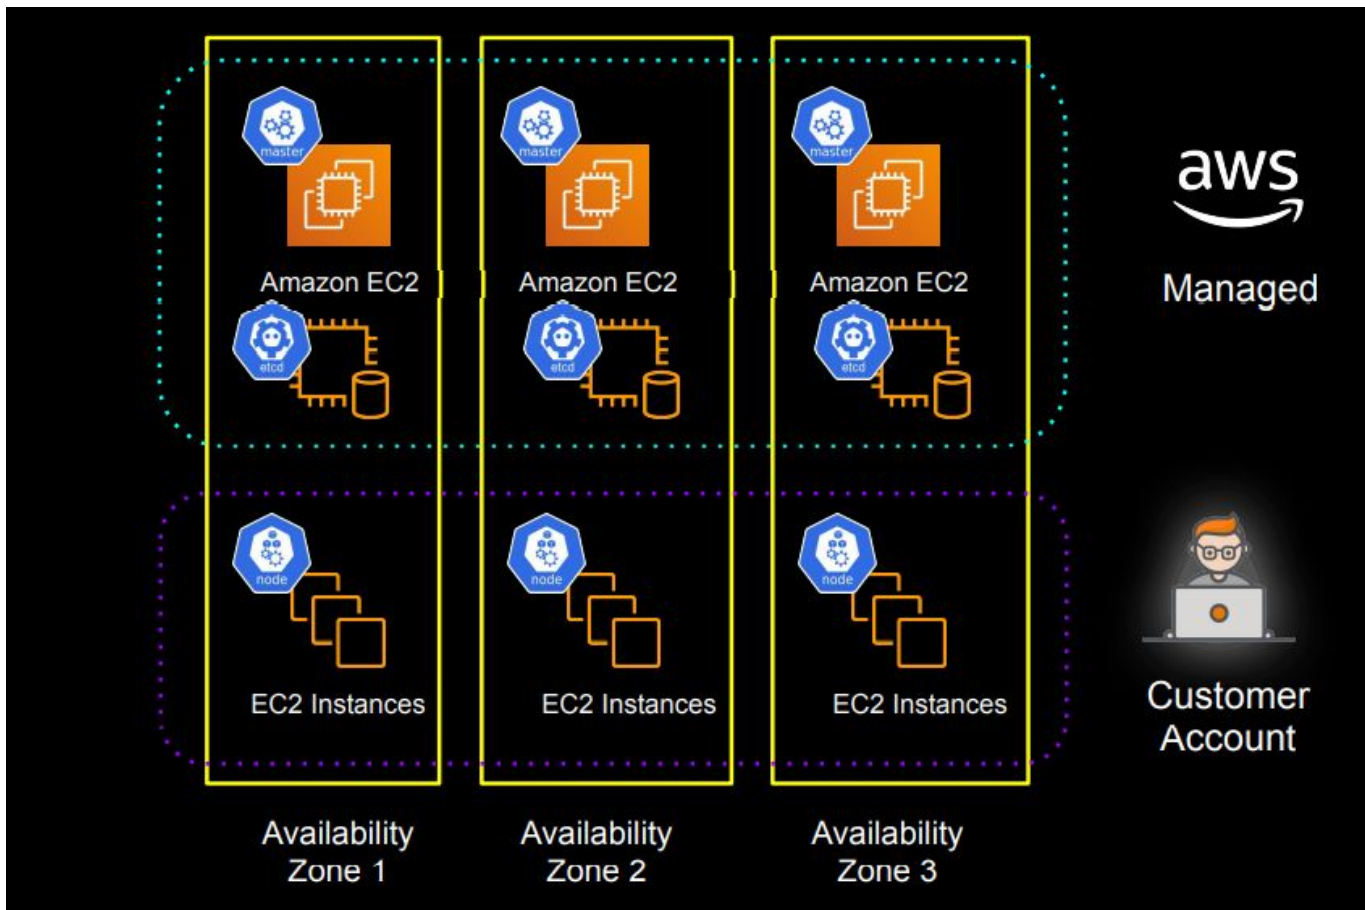 master
master
master
aws
Amazon EC2
Amazon EC2
Amazon EC2
Managed
etcd
etcd
etcd
node
node
node
EC2 Instances
EC2 Instances
EC2 Instances
Customer
Account
Availability
Zone 1
Availability
Zone 2
Availability
Zone 3